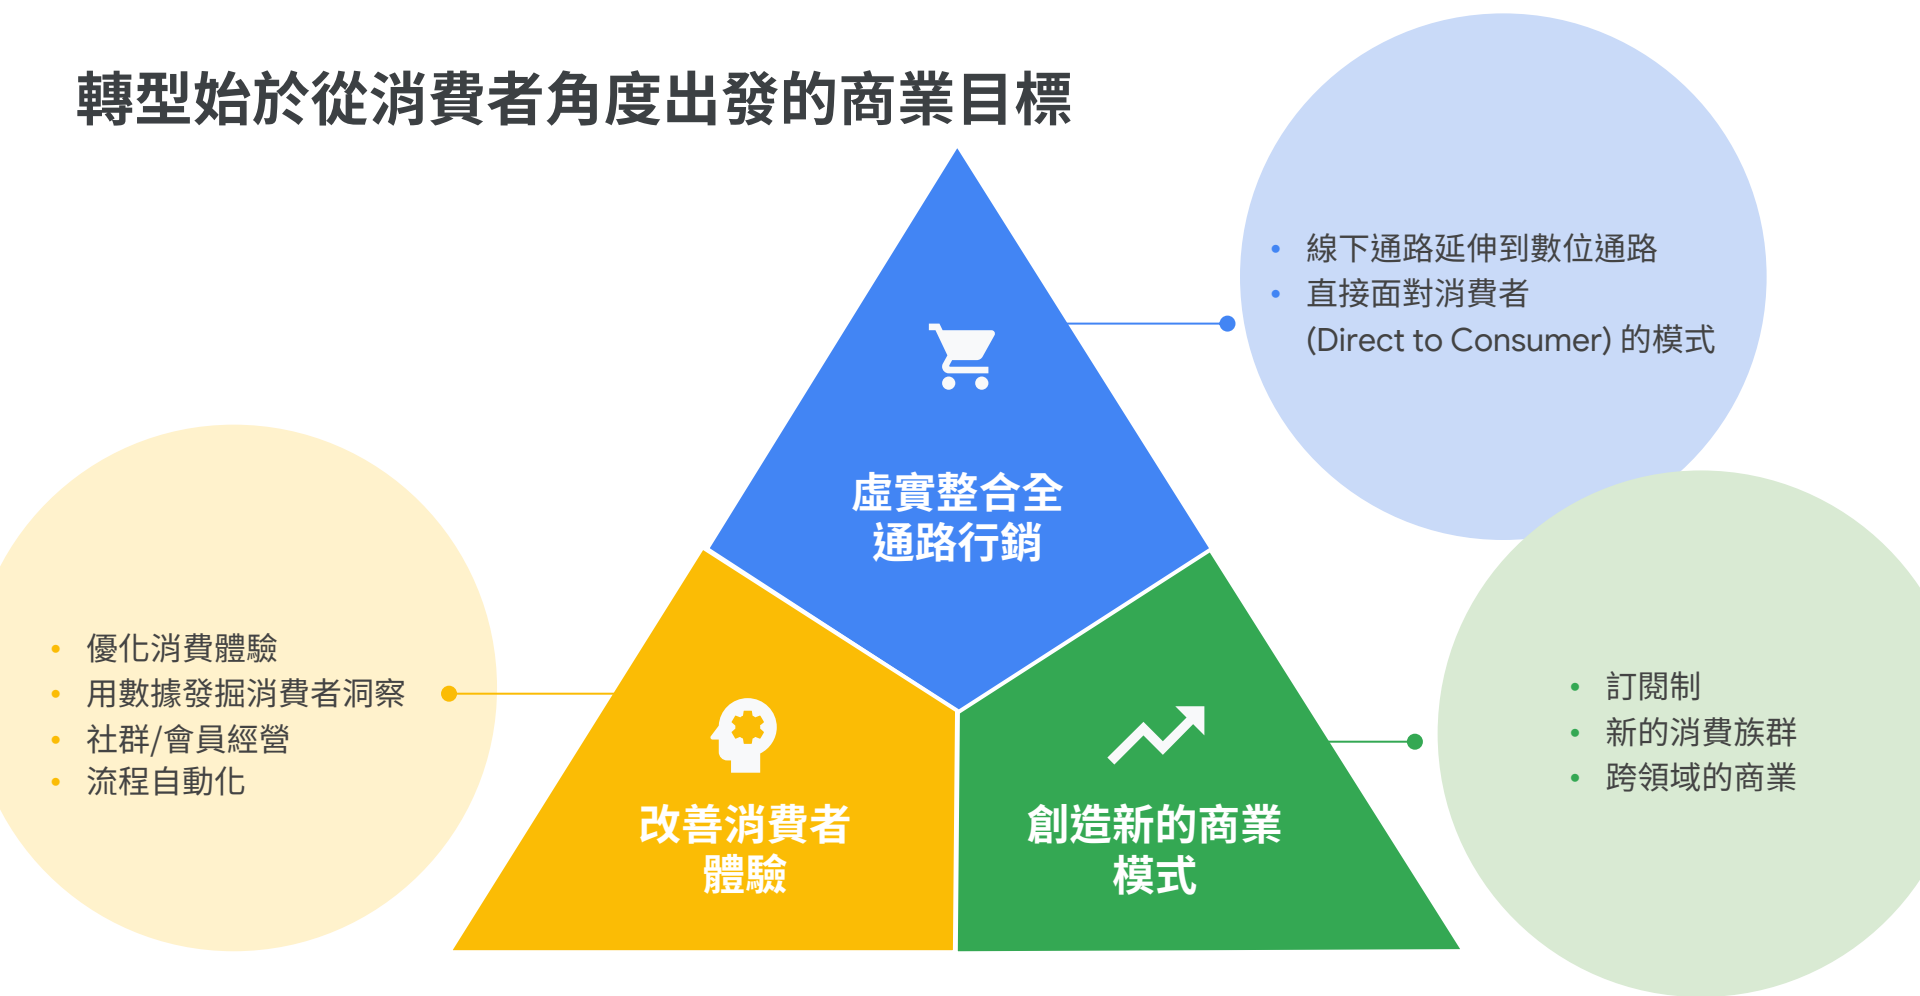 轉型始於從消費者角度出發的商業目標
• 線下通路延伸到數位通路
• 直接面對消費者
(Direct to Consumer) 的模式
虛實整合全
通路行銷
• 優化消費體驗
• 用數據發掘消費者洞察
• 社群/會員經營
• 流程自動化
改善消費者
體驗
創造新的商業
模式
• 訂閱制
• 新的消費族群
• 跨領域的商業